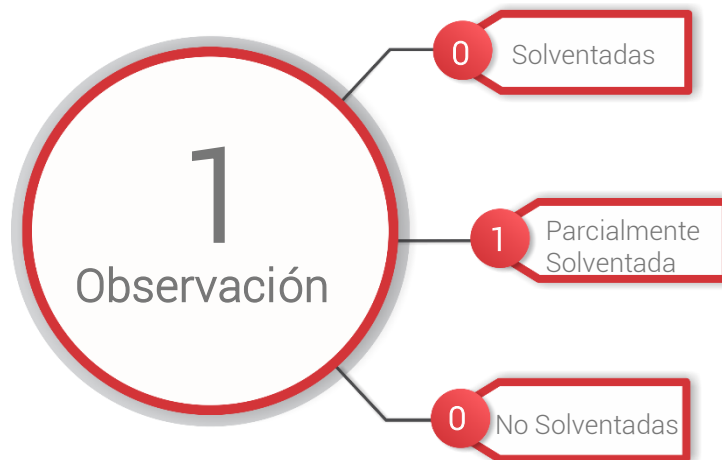 1
Observación
0
Solventadas
1
Parcialmente
Solventada
0
No Solventadas